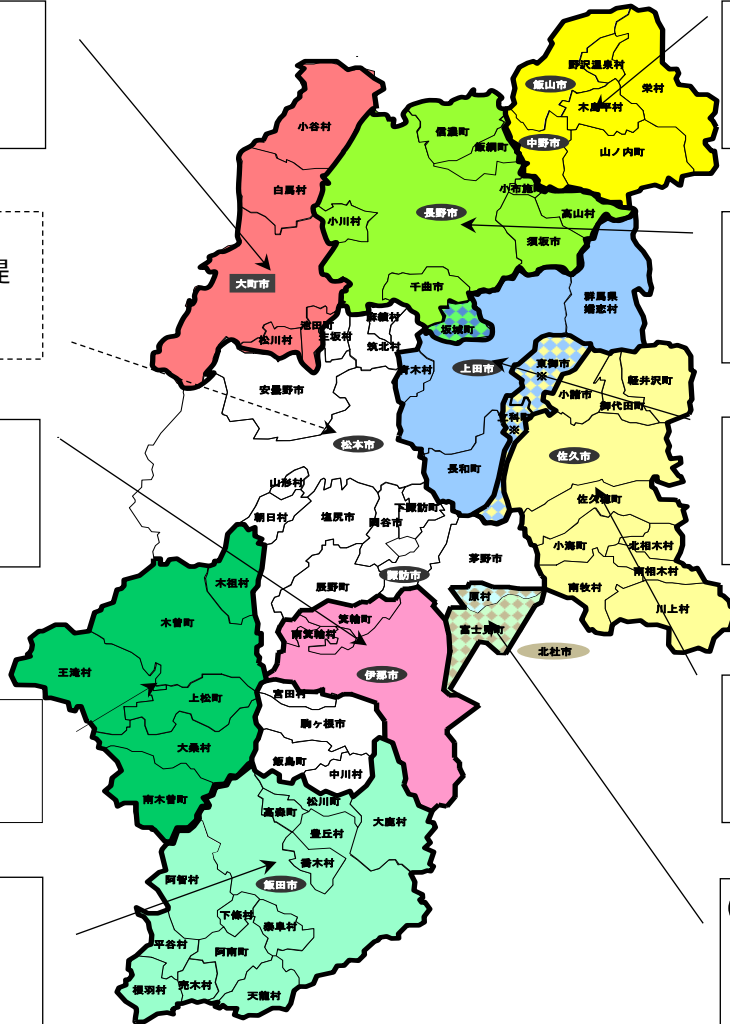 野沢温泉村
飯山市
栄村
木島平村
小谷村
信濃町
飯綱町
中野市
山ノ内町
白馬村
小布施町
長野市
高山村
小川村
須坂市
大町市
千曲市
群馬県
嬬恋村
池田町
麻績村
坂城町
松川村
生坂村
筑北村
青木村
上田市
東御市
※
軽井沢町
安曇野市
小諸市
御代田町
立科町
※
松本市
佐久市
長和町
山形村
佐久穂町
下諏訪町
朝日村
塩尻市
岡谷市
小海町
北相木村
茅野市
諏訪市
南相木村
木祖村
辰野町
原村
南牧村
川上村
木曽町
箕輪町
南箕輪村
富士見町
北杜市
王滝村
伊那市
上松町
宮田村
駒ヶ根市
大桑村
飯島町
中川村
南木曽町
松川町
高森町
大鹿村
豊丘村
喬木村
阿智村
飯田市
下條村
泰阜村
平谷村
阿南町
根羽村
売木村
天龍村